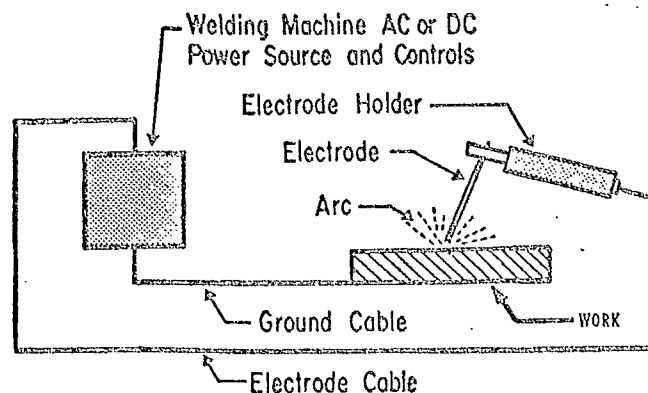 Welding Machine AC or DC
Power Source and Controls
Electrode Holder
Electrode
Arc
Ground Cable
WORK
Electrode Cable